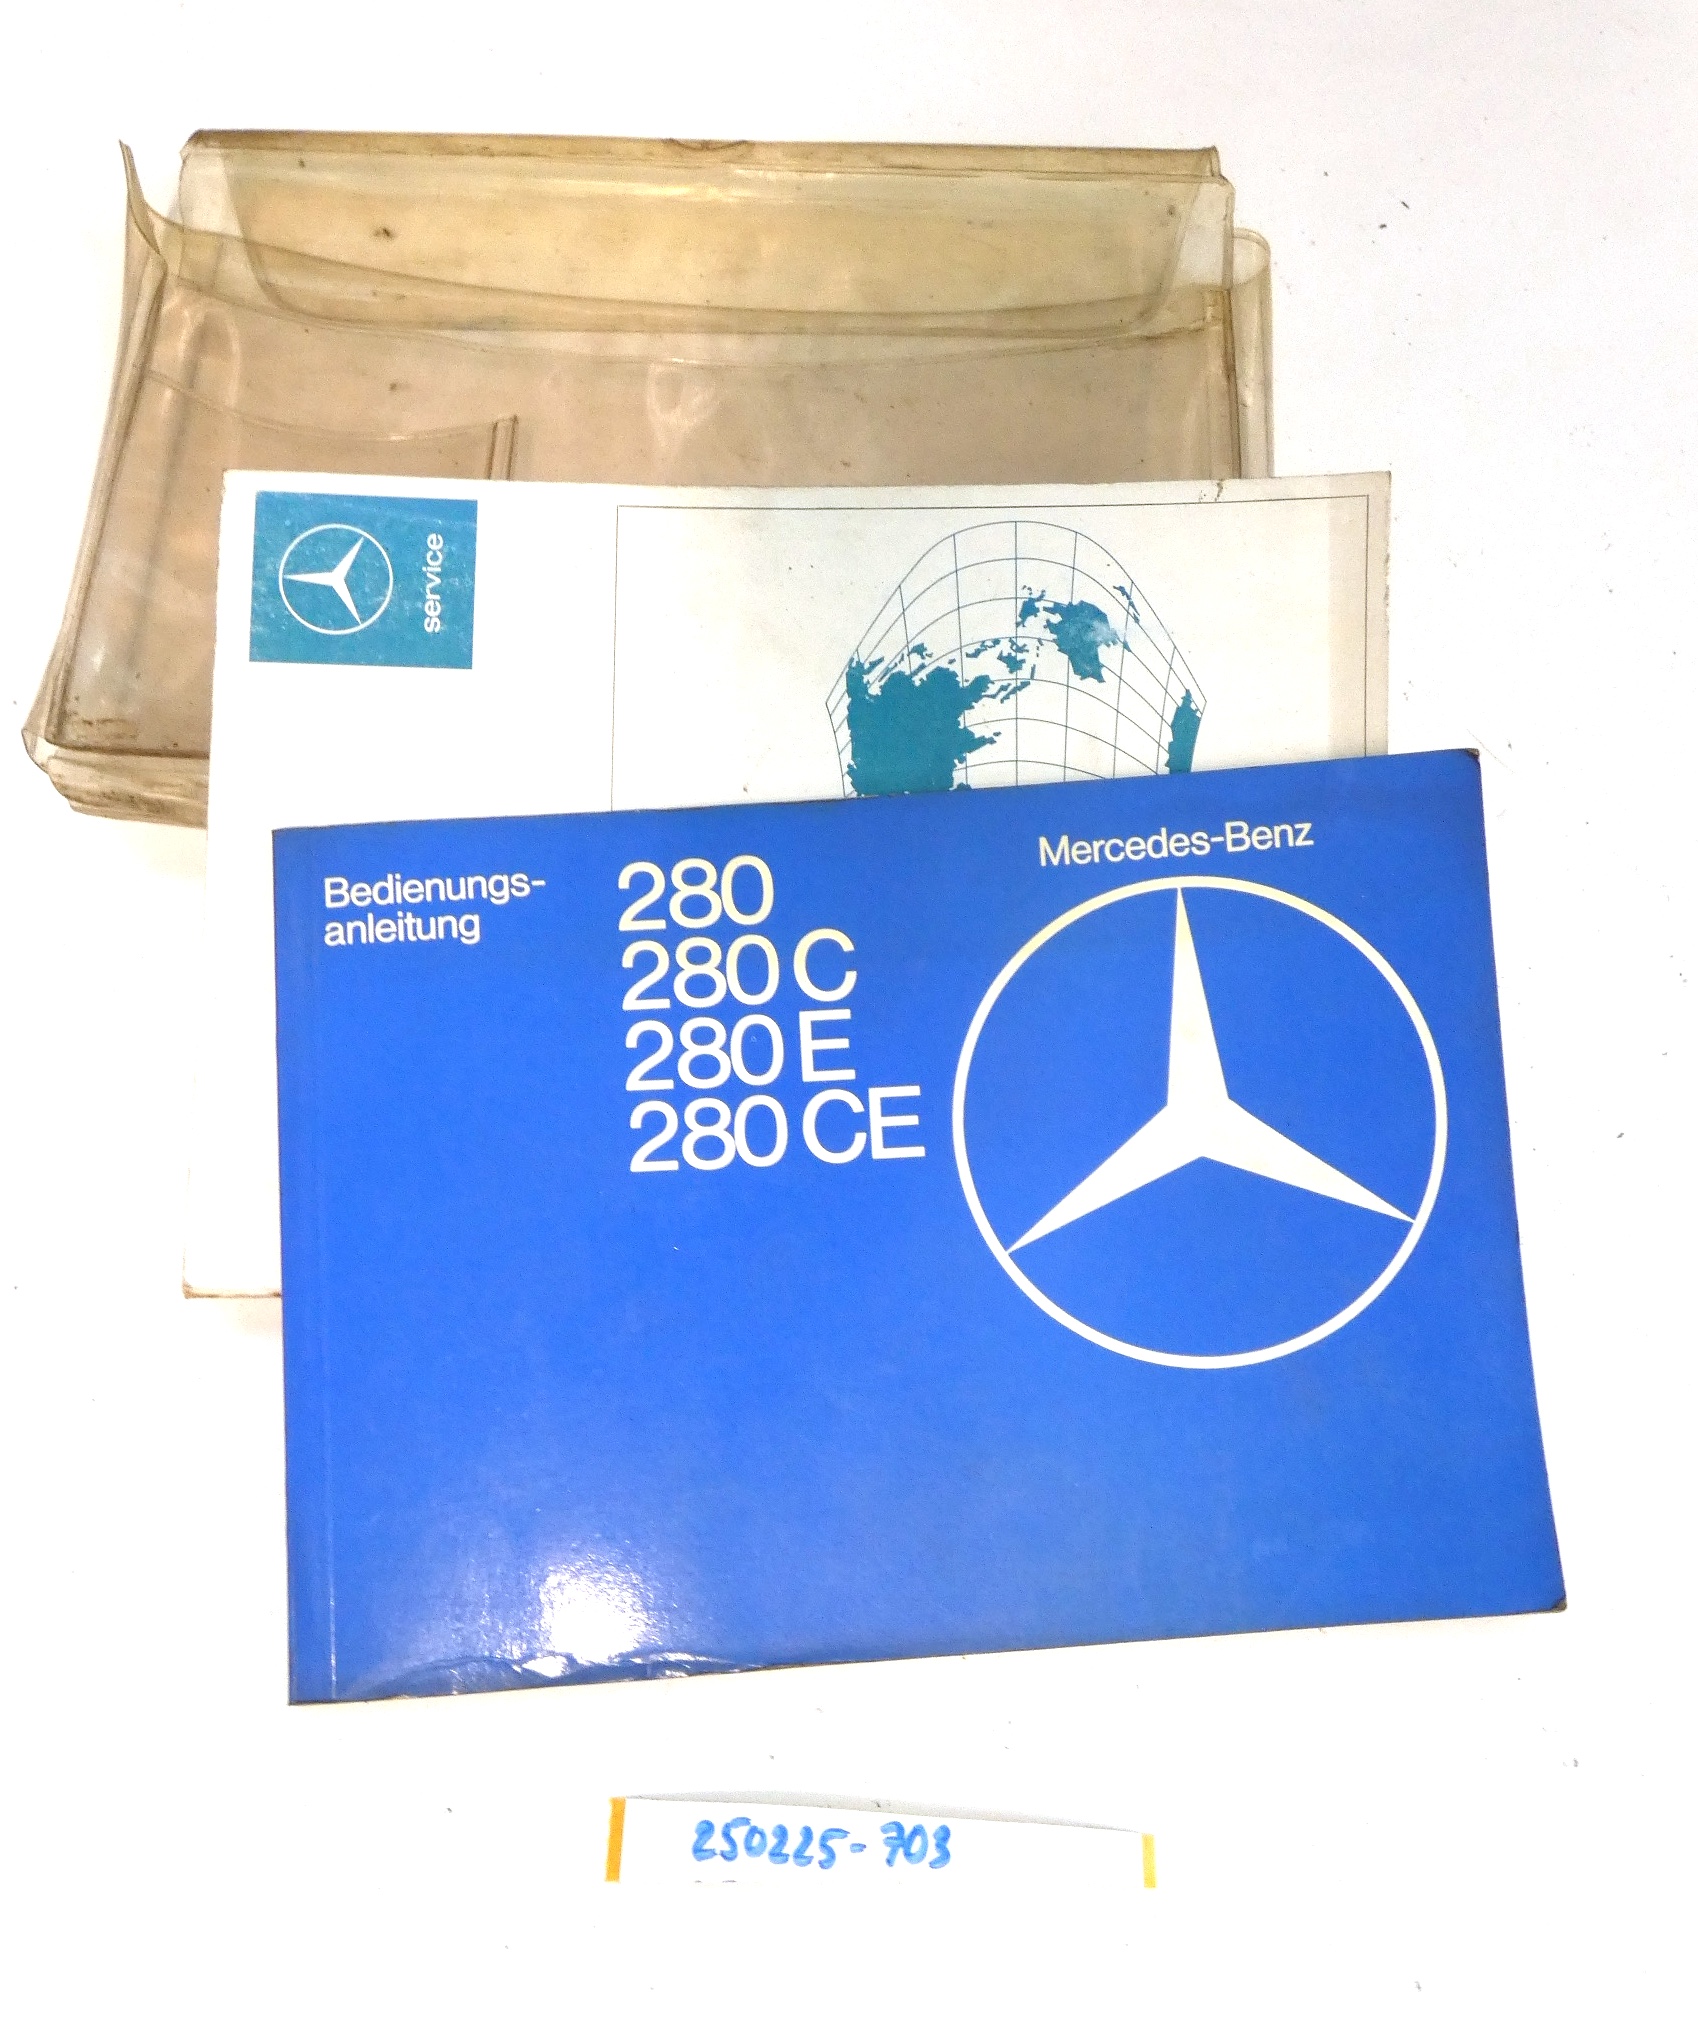 service
Bedienungs-
anleitung
280
280 C
280 E
280 CE
Mercedes-Benz
250225-703